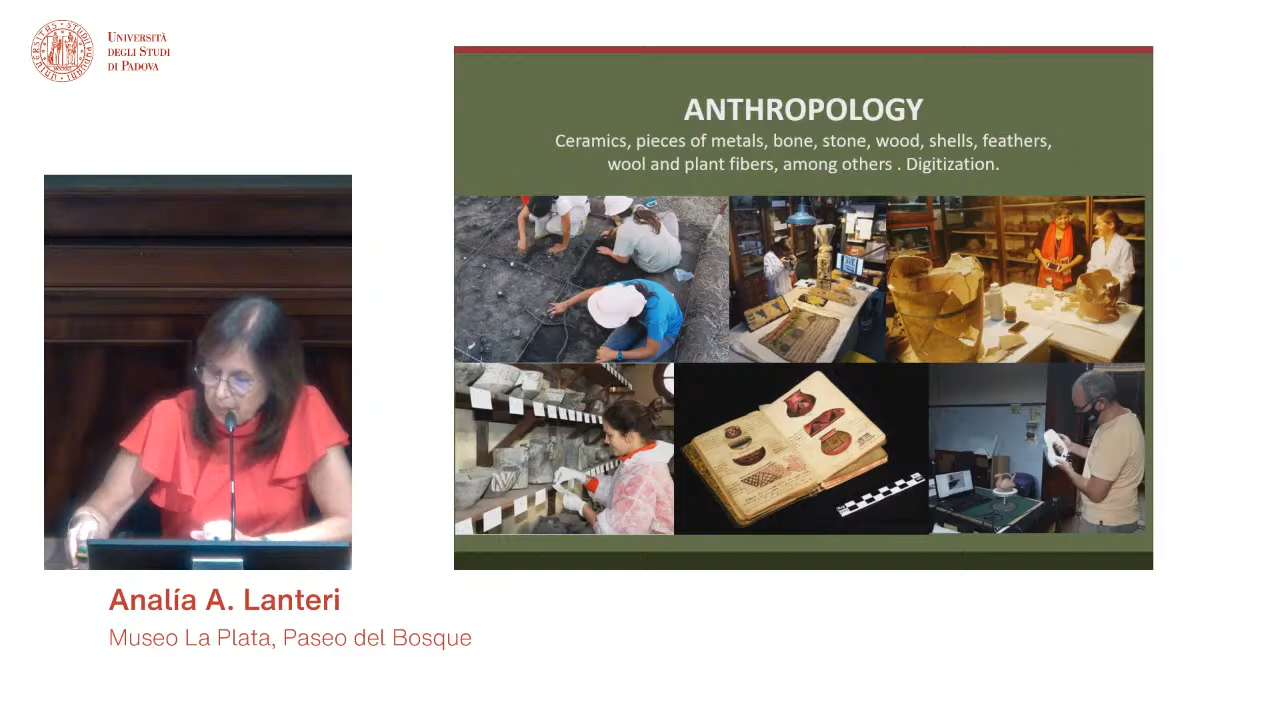 UNIVERSITÀ
DEGLI STUDI
DI PADOVA
ANTHROPOLOGY
Ceramics, pieces of metals, bone, stone, wood, shells, feathers,
wool and plant fibers, among others . Digitization.
Analía A. Lanteri
Museo La Plata, Paseo del Bosque